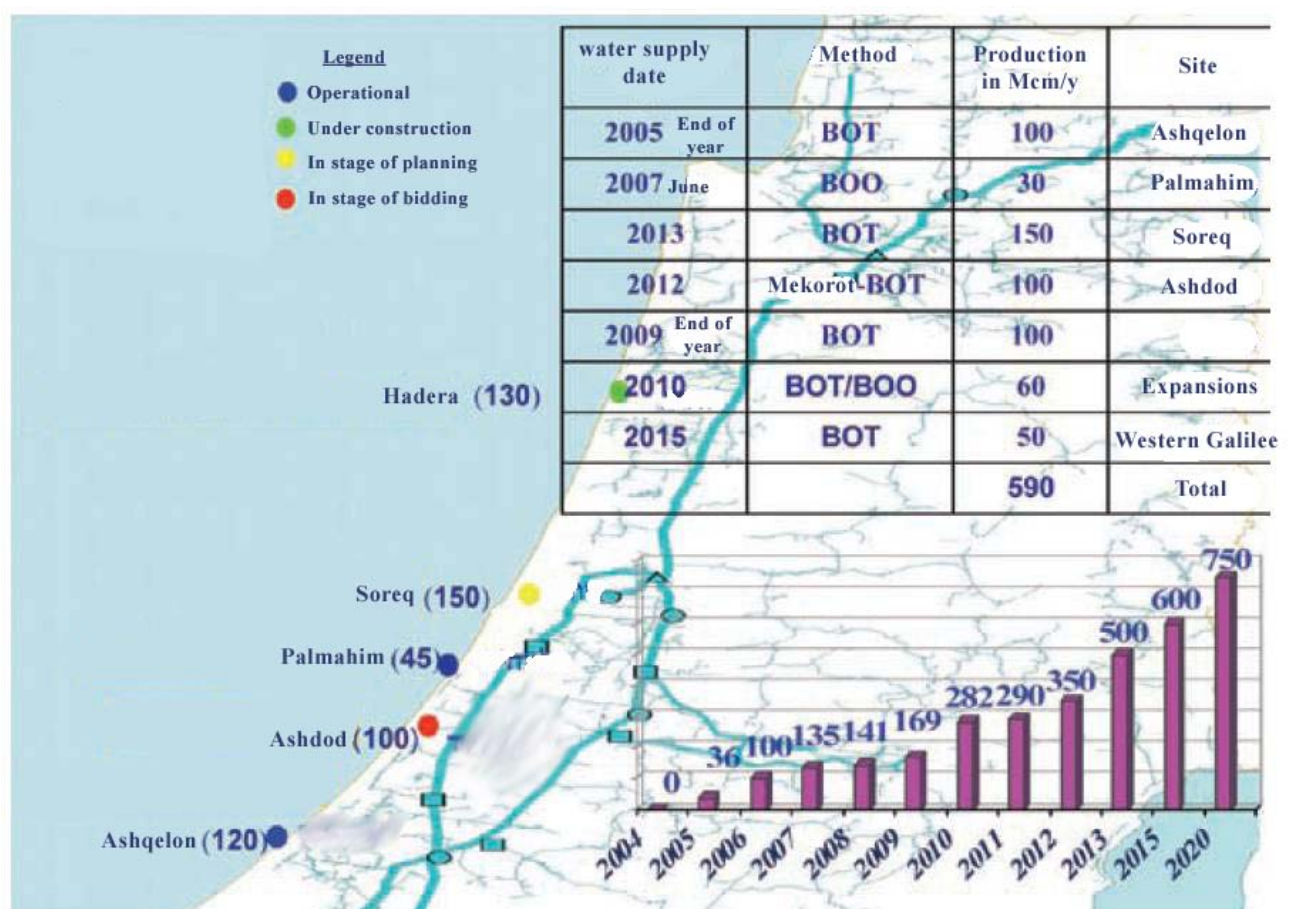 Legend
Operational
Under construction
In stage of planning
In stage of bidding
water supply date Method Production in Mcm/y Site
2005 End of year BOT 100 Ashqelon
2007 June BOO 30 Palmahim
2013 BOT 150 Soreq
2012 Mekorot-BOT 100 Ashdod
2009 End of year BOT 100
2010 BOT/BOO 60 Expansions
2015 BOT 50 Western Galilee
590 Total
Hadera (130)
Soreq (150)
Palmahim (45)
Ashdod (100)
Ashqelon (120)
0 36 100 135 141 169 282 290 350 500 600 750
2004 2005 2006 2007 2008 2009 2010 2011 2012 2013 2015 2020